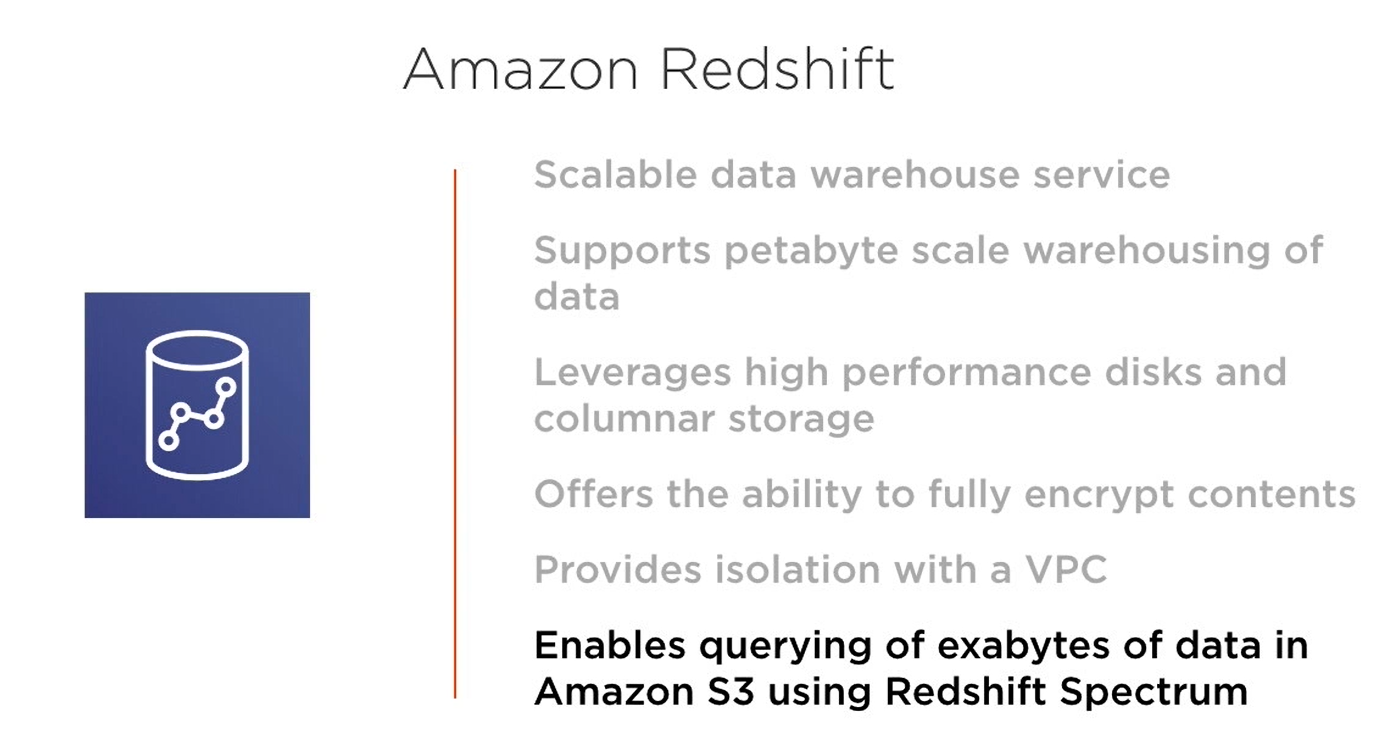 Amazon Redshift
Scalable data warehouse service
Supports petabyte scale warehousing of
data
Leverages high performance disks and
columnar storage
Offers the ability to fully encrypt contents
Provides isolation with a VPC
Enables querying of exabytes of data in
Amazon S3 using Redshift Spectrum